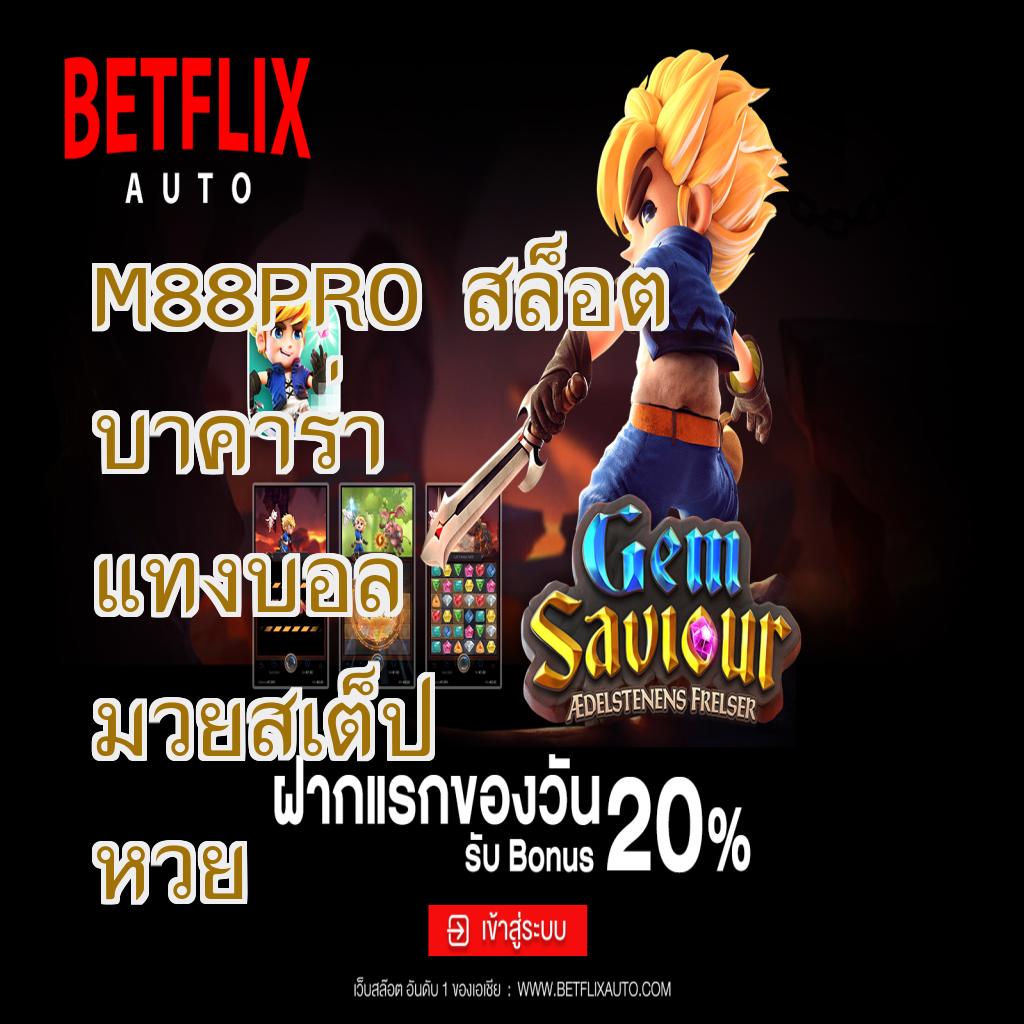 BETFLIX
AUTO
M88PRO สล็อต
บาคาร่า
แทงบอล
มวยสเต็ป
หวย
Gem
Saviour
ÆDELSTENENS FRELSER
ฝากแรกของวัน 20%
รับ Bonus
เข้าสู่ระบบ
เว็บสล๊อต อันดับ 1 ของเอเชีย : WWW.BETFLIXAUTO.COM